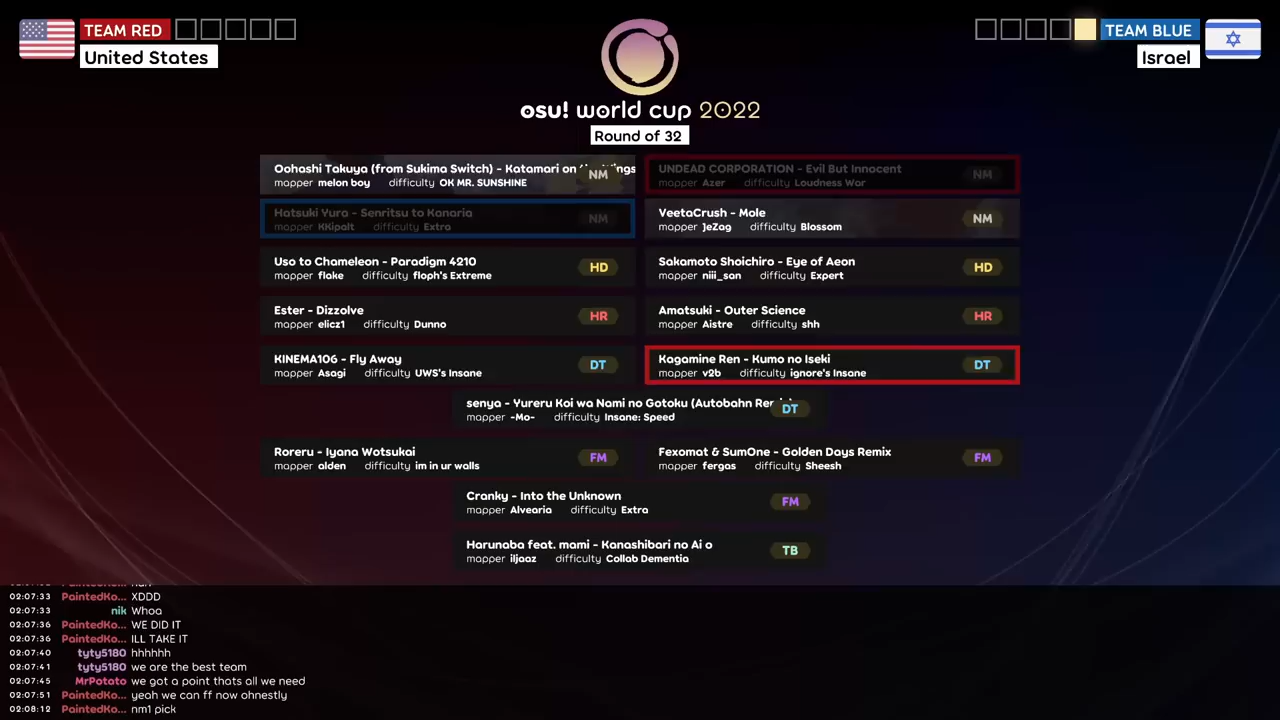 TEAM RED
United States
TEAM BLUE
Israel
osu! world cup 2022
Round of 32
Oohashi Takuya (from Sukima Switch) - Katamari on the Wings
mapper melon boy difficulty OK MR. SUNSHINE
NM
UNDEAD CORPORATION - Evil But Innocent
mapper Azer difficulty Loudness War
NM
Hatsuki Yura - Senritsu to Kanaria
mapper KKipalt difficulty Extra
NM
VeetaCrush - Mole
mapper jeZag difficulty Blossom
NM
Uso to Chameleon - Paradigm 4210
mapper flake difficulty floph's Extreme
HD
Sakamoto Shoichiro - Eye of Aeon
mapper niii_san difficulty Expert
HD
Ester - Dizzolve
mapper elicz1 difficulty Dunno
HR
Amatsuki - Outer Science
mapper Aistre difficulty shh
HR
KINEMA106 - Fly Away
mapper Asagi difficulty UWS's Insane
DT
Kagamine Ren - Kumo no Iseki
mapper v2b difficulty ignore's Insane
DT
senya - Yureru Koi wa Nami no Gotoku (Autobahn
mapper -Mo- difficulty Insane: Speed
DT
Roreru - Iyana Wotsukai
mapper alden difficulty im in ur walls
FM
Fexomat & SumOne - Golden Days Remix
mapper fergas difficulty Sheesh
FM
Cranky - Into the Unknown
mapper Alvearia difficulty Extra
FM
Harunaba feat. mami - Kanashibari no Ai o
mapper iljaaz difficulty Collab Dementia
TB
02:07:33 PaintedKo... XDDD
02:07:33 nik Whoa
02:07:36 PaintedKo... WE DID IT
02:07:36 PaintedKo... ILL TAKE IT
02:07:40 tyty5180 hhhhhh
02:07:41 tyty5180 we are the best team
02:07:45 MrPotato we got a point thats all we need
02:07:51 PaintedKo... yeah we can ff now ohnestly
02:08:12 PaintedKo... nm1 pick